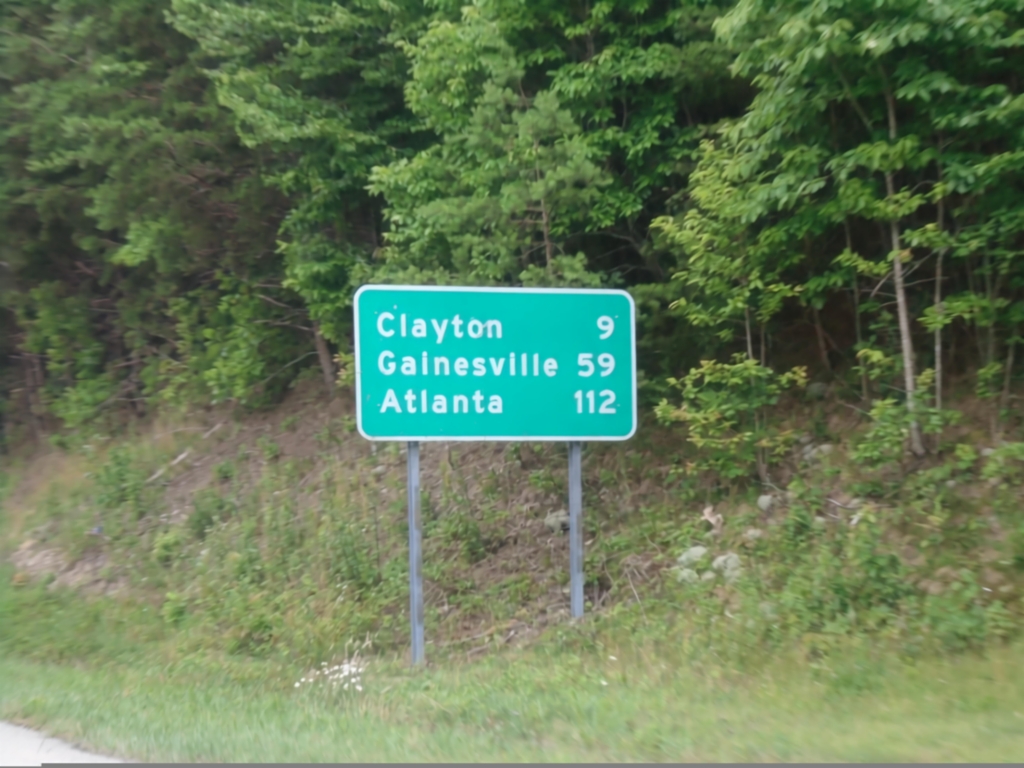 Clayton 9
Gainesville 59
Atlanta 112